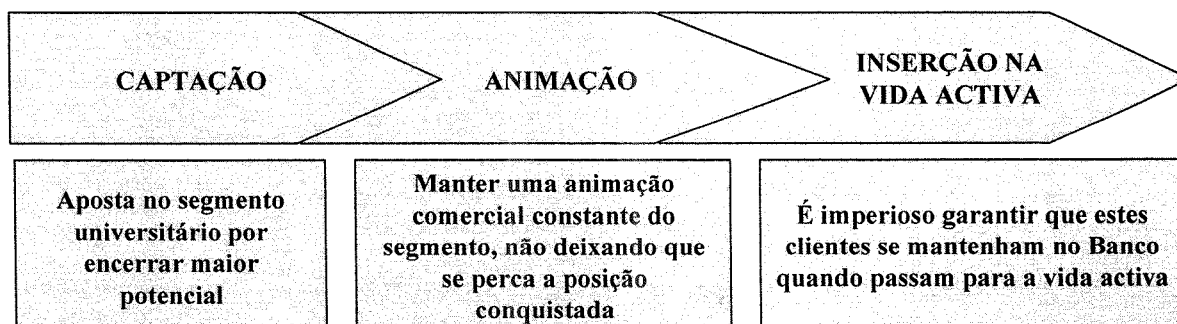 CAPTAÇÃO
ANIMAÇÃO
INSERÇÃO NA
VIDA ACTIVA
Aposta no segmento
universitário por
encerrar maior
potencial
Manter uma animação
comercial constante do
segmento, não deixando que
se perca a posição
conquistada
É imperioso garantir que estes
clientes se mantenham no Banco
quando passam para a vida activa